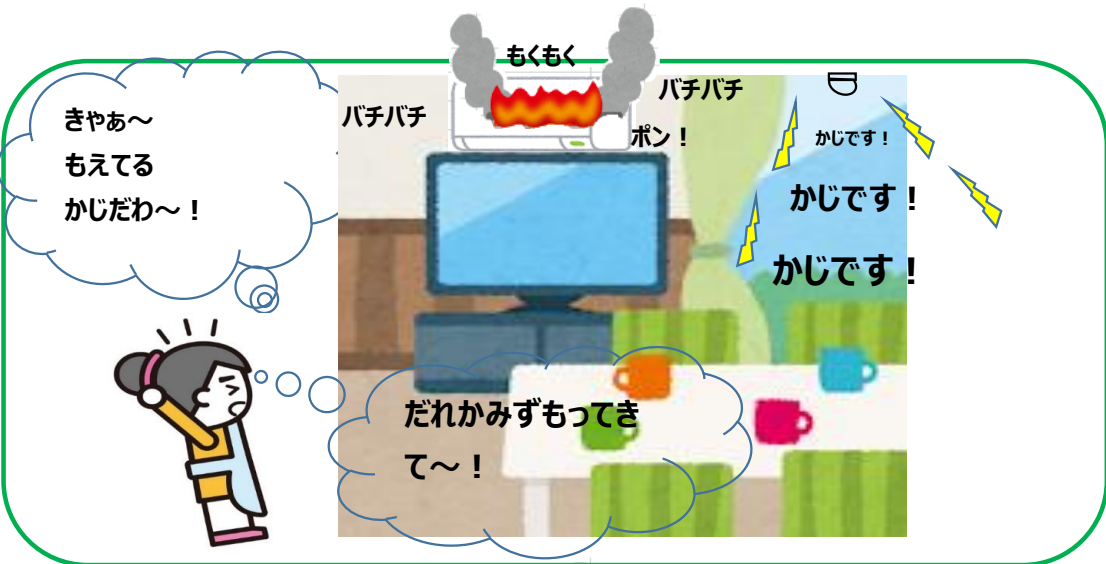 もくもく
バチバチ
バチバチ
ポン！
きゃぁ～
もえてる
かじだわ～！
かじです！
かじです！
かじです！
だれかみずもってき
て～！